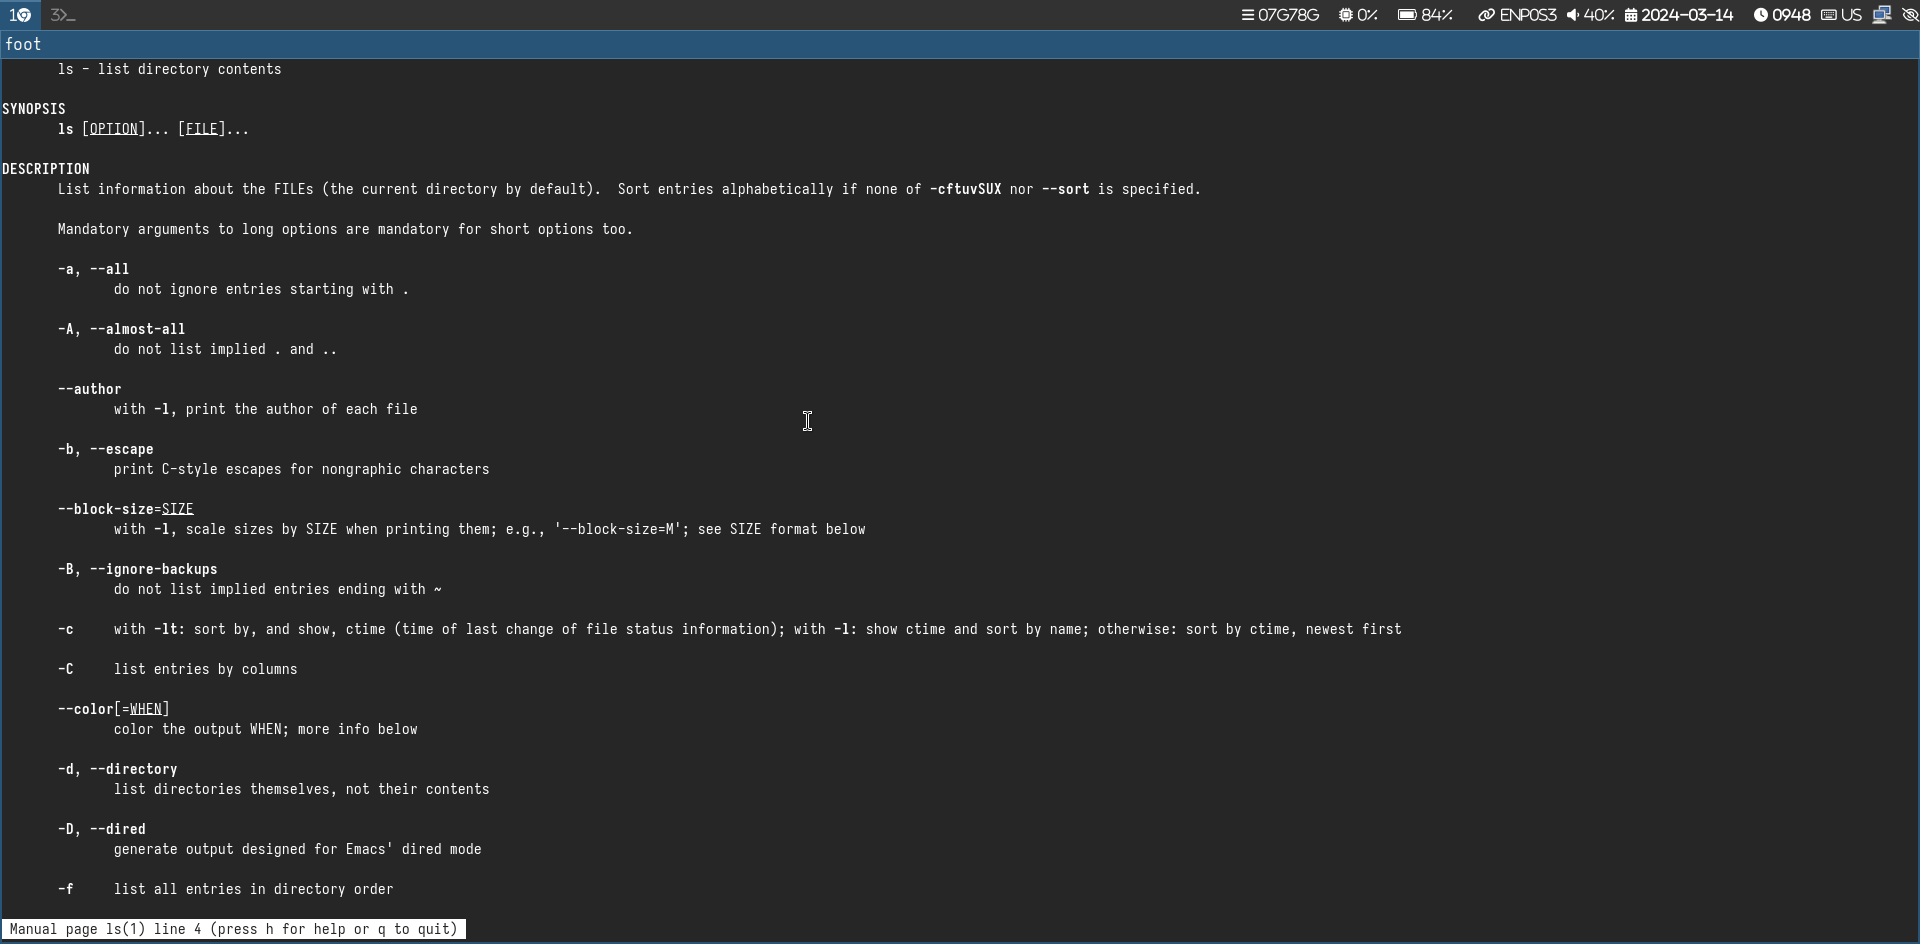 1 3 07G78G 0% 84% ENP0S3 40% 2024-03-14 0948 US
foot
ls - list directory contents
SYNOPSIS
ls [OPTION]... [FILE]...
DESCRIPTION
List information about the FILEs (the current directory by default).  Sort entries alphabetically if none of -cftuvSUX nor --sort is specified.
Mandatory arguments to long options are mandatory for short options too.
-a, --all
do not ignore entries starting with .
-A, --almost-all
do not list implied . and ..
--author
with -l, print the author of each file
-b, --escape
print C-style escapes for nongraphic characters
--block-size=SIZE
with -l, scale sizes by SIZE when printing them; e.g., '--block-size=M'; see SIZE format below
-B, --ignore-backups
do not list implied entries ending with ~
-c     with -lt: sort by, and show, ctime (time of last change of file status information); with -l: show ctime and sort by name; otherwise: sort by ctime, newest first
-C     list entries by columns
--color[=WHEN]
color the output WHEN; more info below
-d, --directory
list directories themselves, not their contents
-D, --dired
generate output designed for Emacs' dired mode
-f     list all entries in directory order
Manual page ls(1) line 4 (press h for help or q to quit)